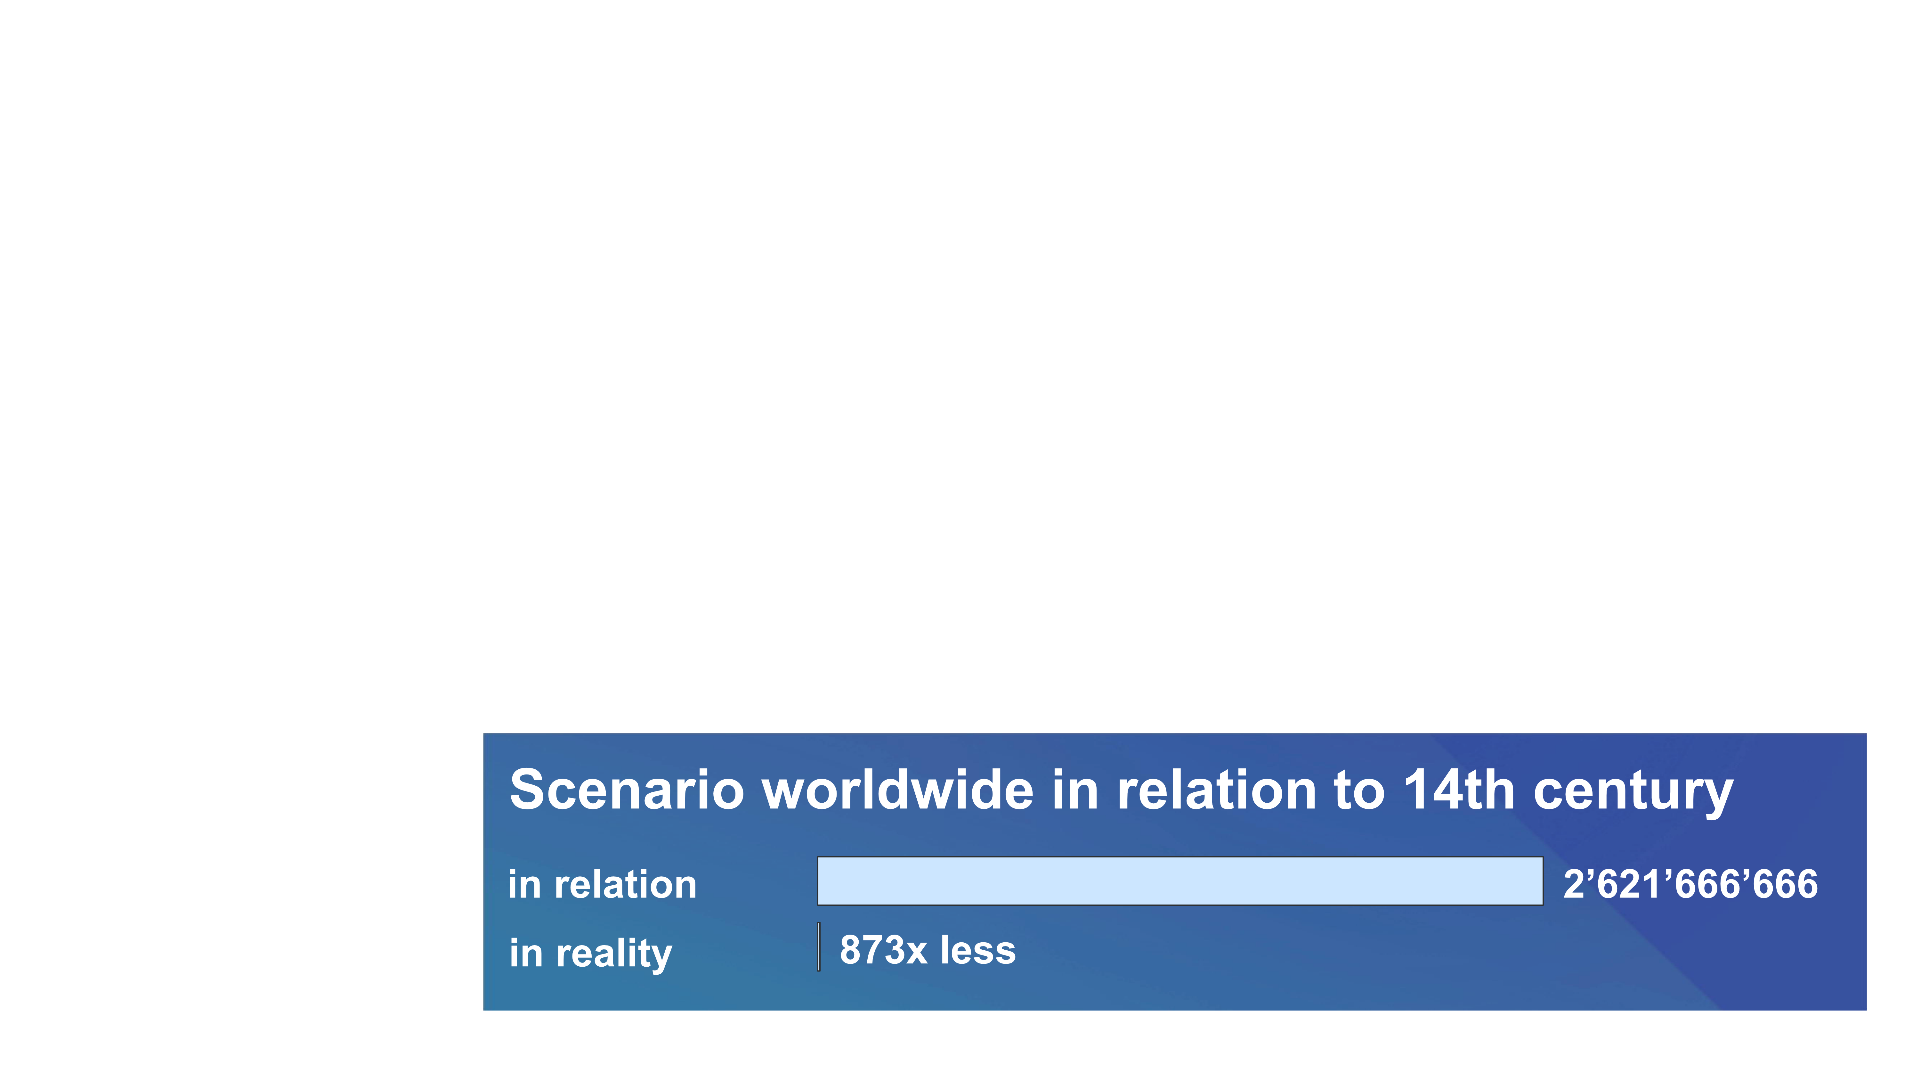 Scenario worldwide in relation to 14th century
in relation 2’621’666’666
in reality 873x less